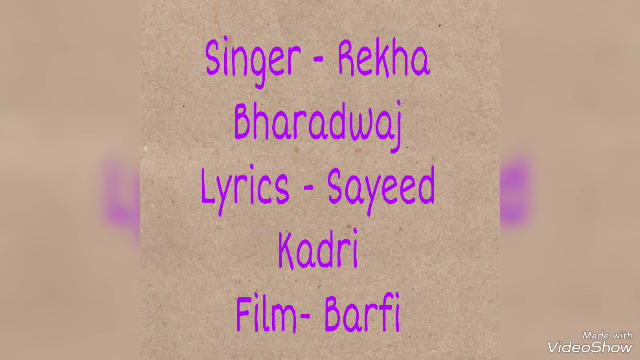 Singer - Rekha
Bharadwaj
Lyrics - Sayeed
Kadri
Film- Barfi
Made with
VideoShow